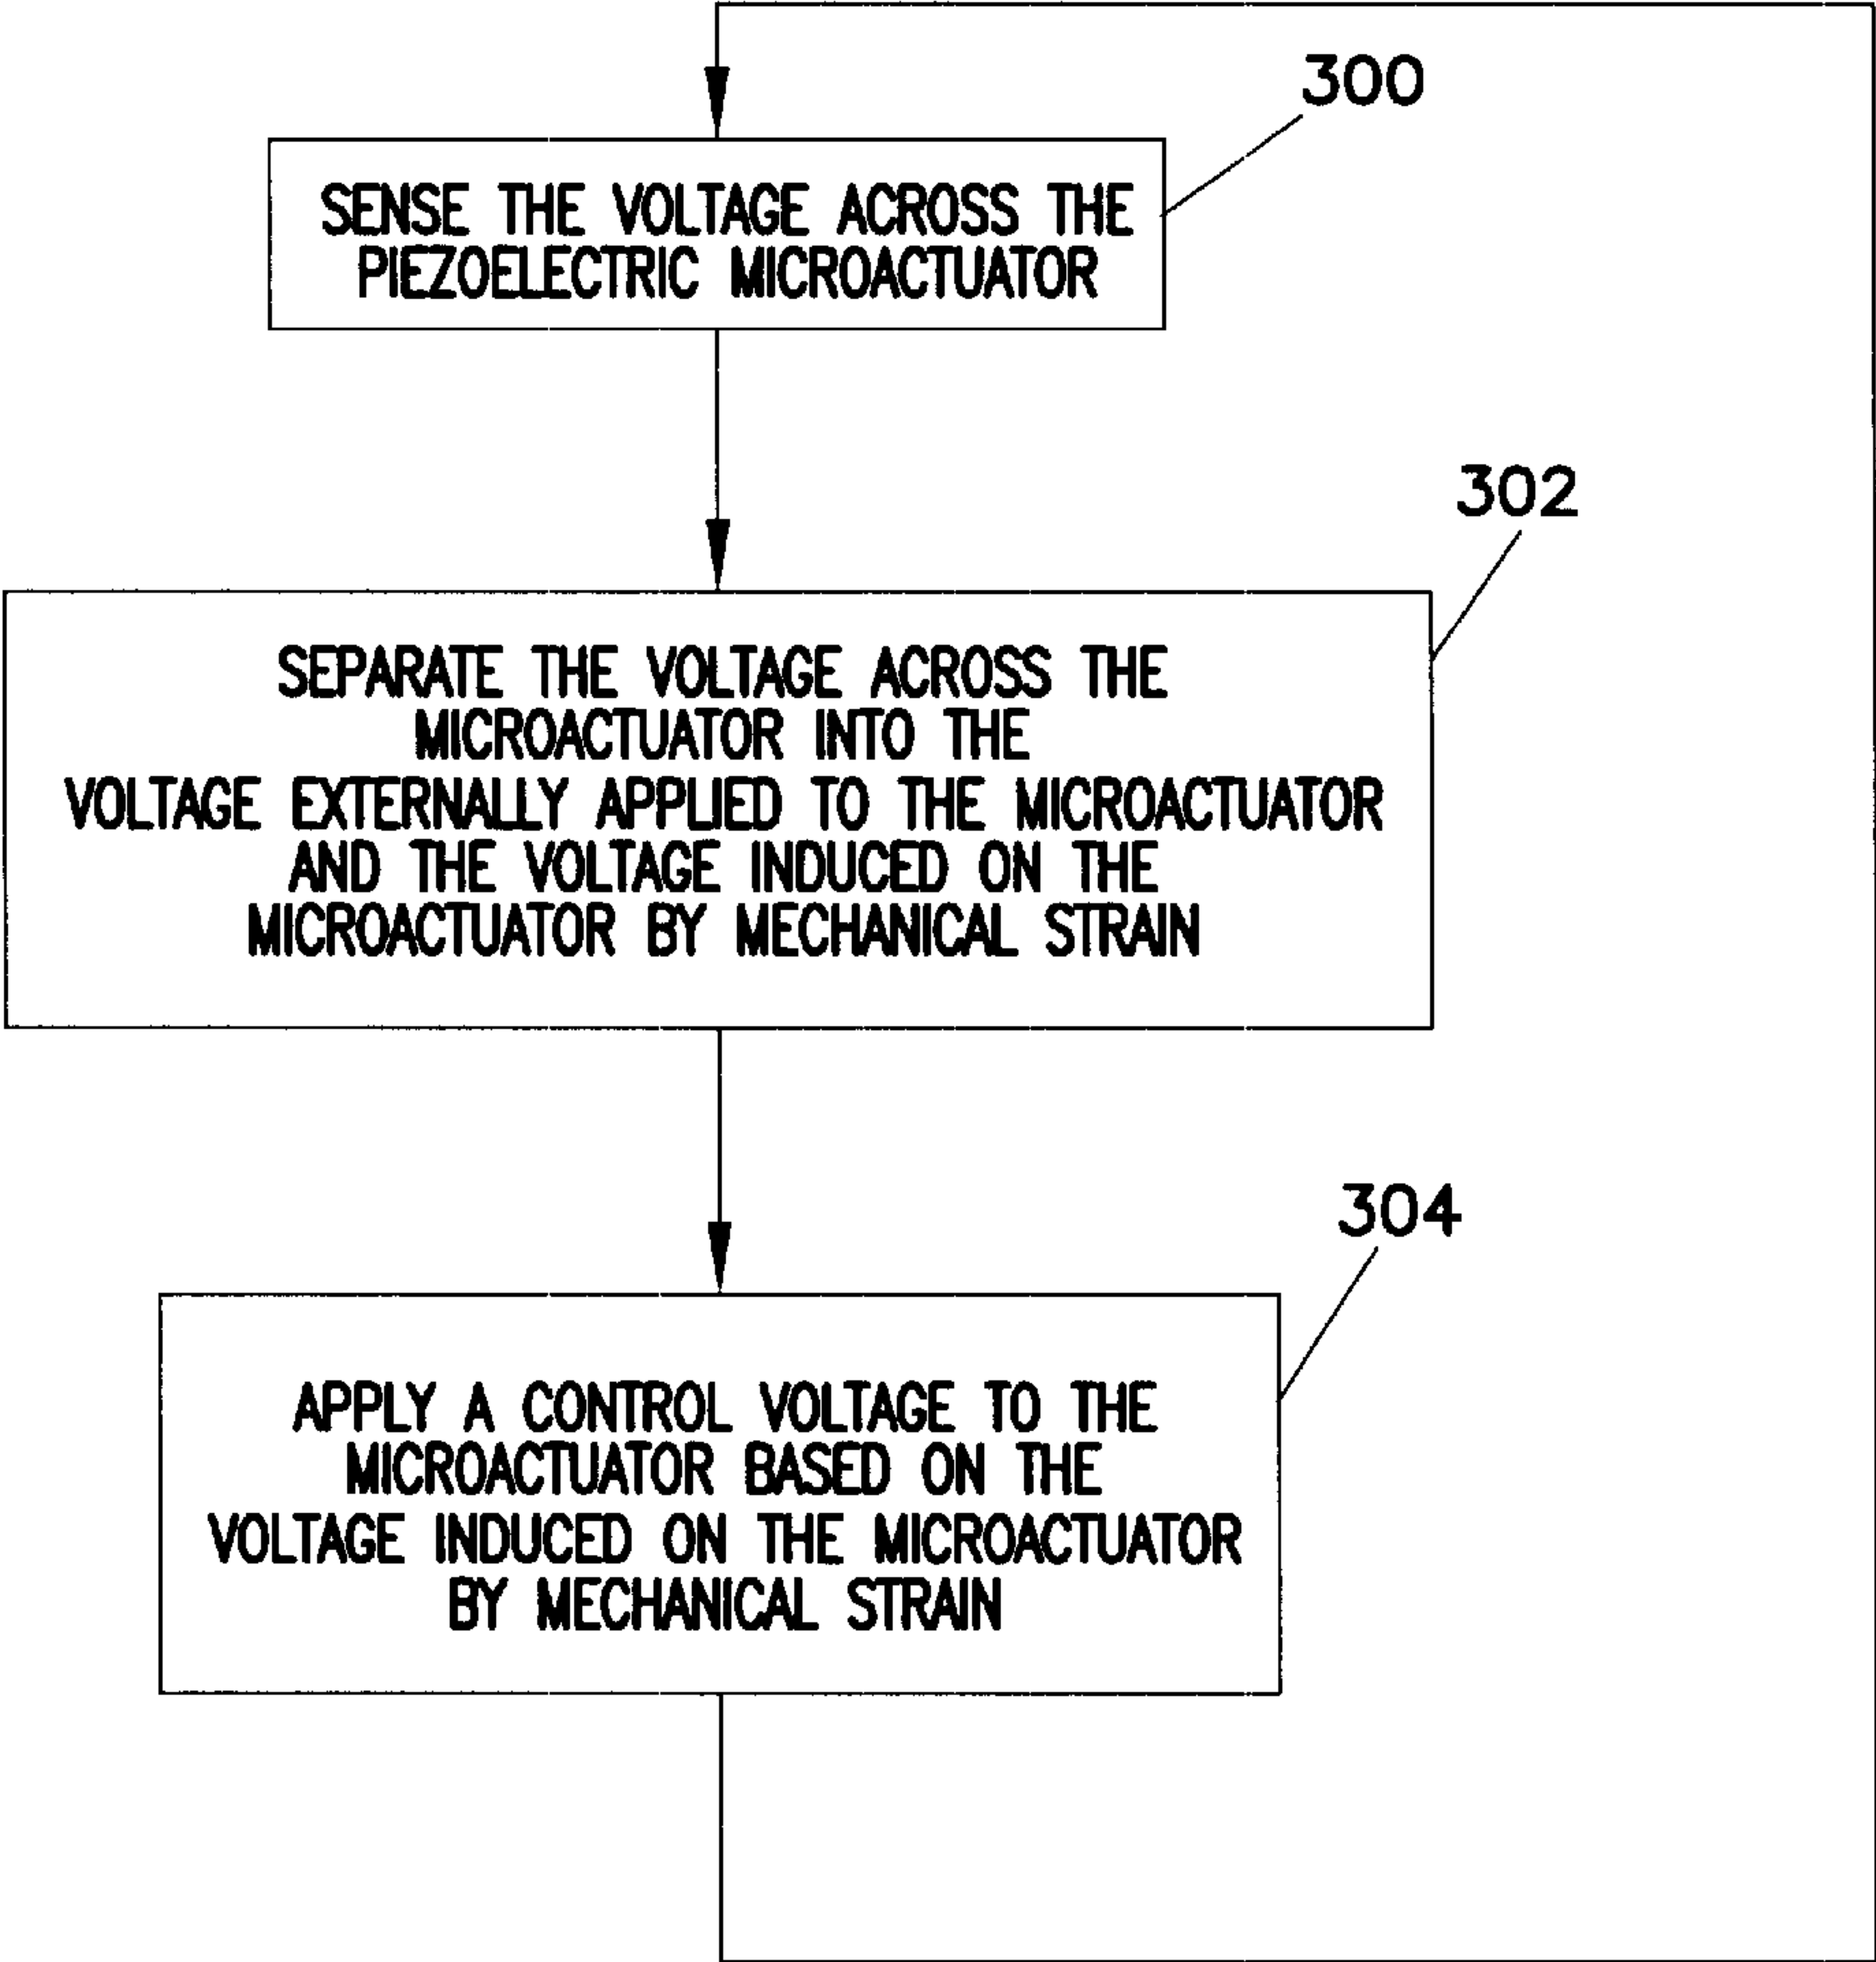 300
SENSE THE VOLTAGE ACROSS THE
PIEZOELECTRIC MICROACTUATOR
302
SEPARATE THE VOLTAGE ACROSS THE
MICROACTUATOR INTO THE
VOLTAGE EXTERNALLY APPLIED TO THE MICROACTUATOR
AND THE VOLTAGE INDUCED ON THE
MICROACTUATOR BY MECHANICAL STRAIN
304
APPLY A CONTROL VOLTAGE TO THE
MICROACTUATOR BASED ON THE
VOLTAGE INDUCED ON THE MICROACTUATOR
BY MECHANICAL STRAIN